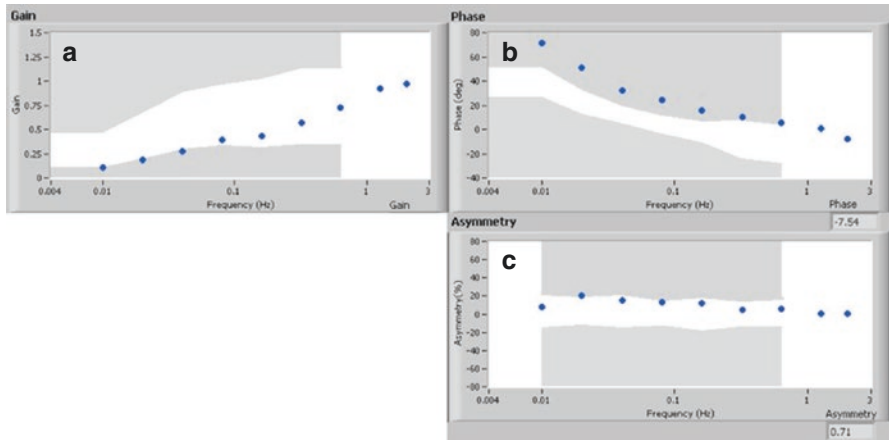 Gain
a
1.5
1.25
1
0.75
0.5
0.25
0
Gain
0.004
0.01
0.1
1
3
Frequency (Hz)
Gain
Phase
b
80
60
40
20
0
-20
-40
Phase (deg)
0.004
0.01
0.1
1
3
Frequency (Hz)
Phase
-7.54
Asymmetry
c
80
60
40
20
0
-20
-40
-60
-80
Asymmetry(%)
0.004
0.01
0.1
1
3
Frequency (Hz)
Asymmetry
0.71